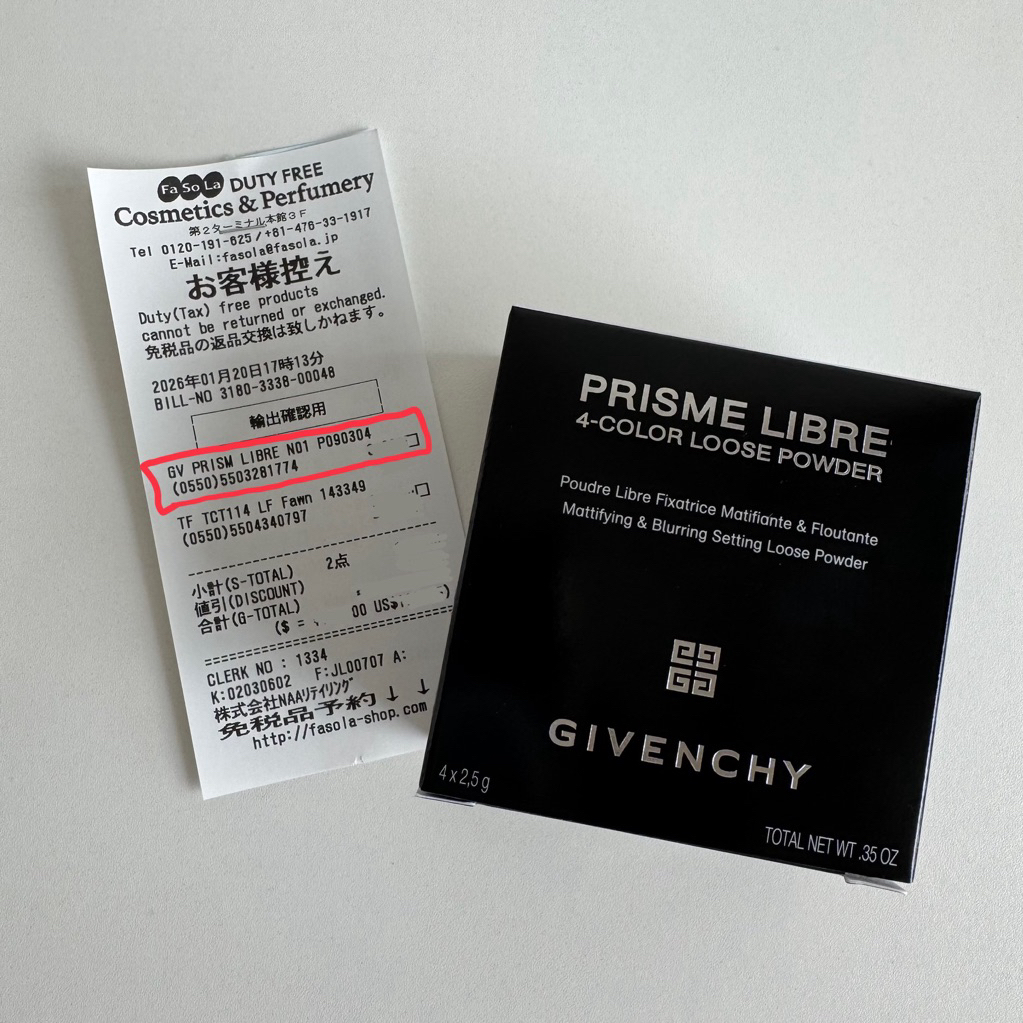 Fa So La DUTY FREE
Cosmetics & Perfumery
第2ターミナル本館3F
Tel 0120-191-625/+81-476-33-1917
E-Mail:fasola@fasola.jp
お客様控え
Duty(Tax) free products
cannot be returned or exchanged.
免税品の返品交換は致しかねます。
2026年01月20日17時13分
BILL-NO 3180-3338-00048
輸出確認用
GV PRISM LIBRE N01 P090304
(0550)5503281774
TF TCT114 LF Fawn 143349
(0550)5504340797
小計(S-TOTAL) 2点
値引(DISCOUNT)
合計(G-TOTAL) 00 US$
($ = )
CLERK NO : 1334
K:02030602 F:JL00707 A:
株式会社NAAリテイリング
免税品予約↓ ↓
http://fasola-shop.com
PRISME LIBRE
4-COLOR LOOSE POWDER
Poudre Libre Fixatrice Matifiante & Floutante
Mattifying & Blurring Setting Loose Powder
GIVENCHY
4 x 2,5 g
TOTAL NET WT .35 OZ